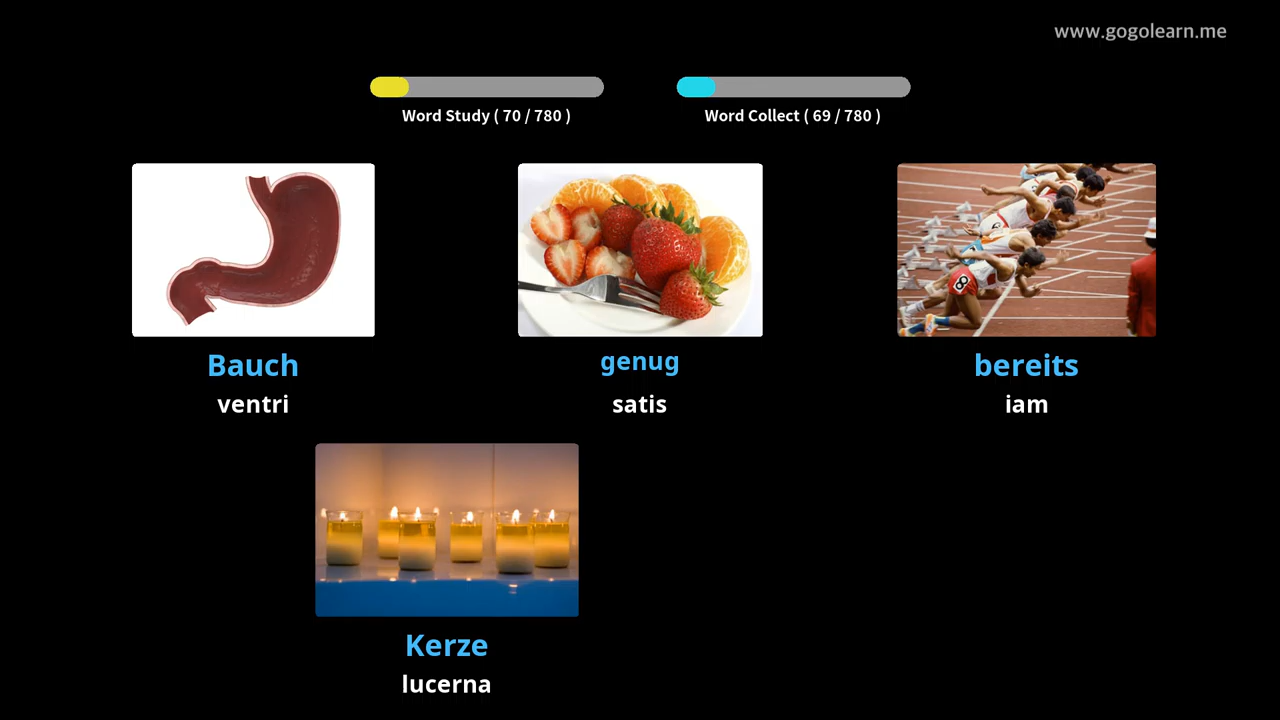 www.gogolearn.me
Word Study ( 70 / 780 )
Word Collect ( 69 / 780 )
Bauch
ventri
genug
satis
bereits
iam
Kerze
lucerna